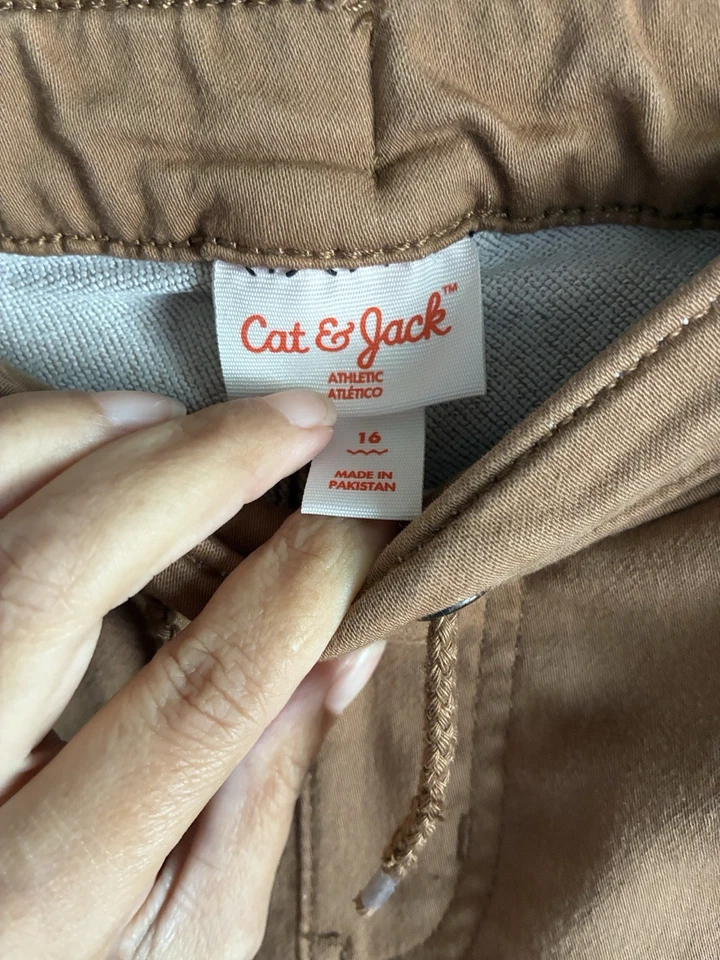 Cat & Jack™
ATHLETIC
ATLÉTICO
16
MADE IN
PAKISTAN